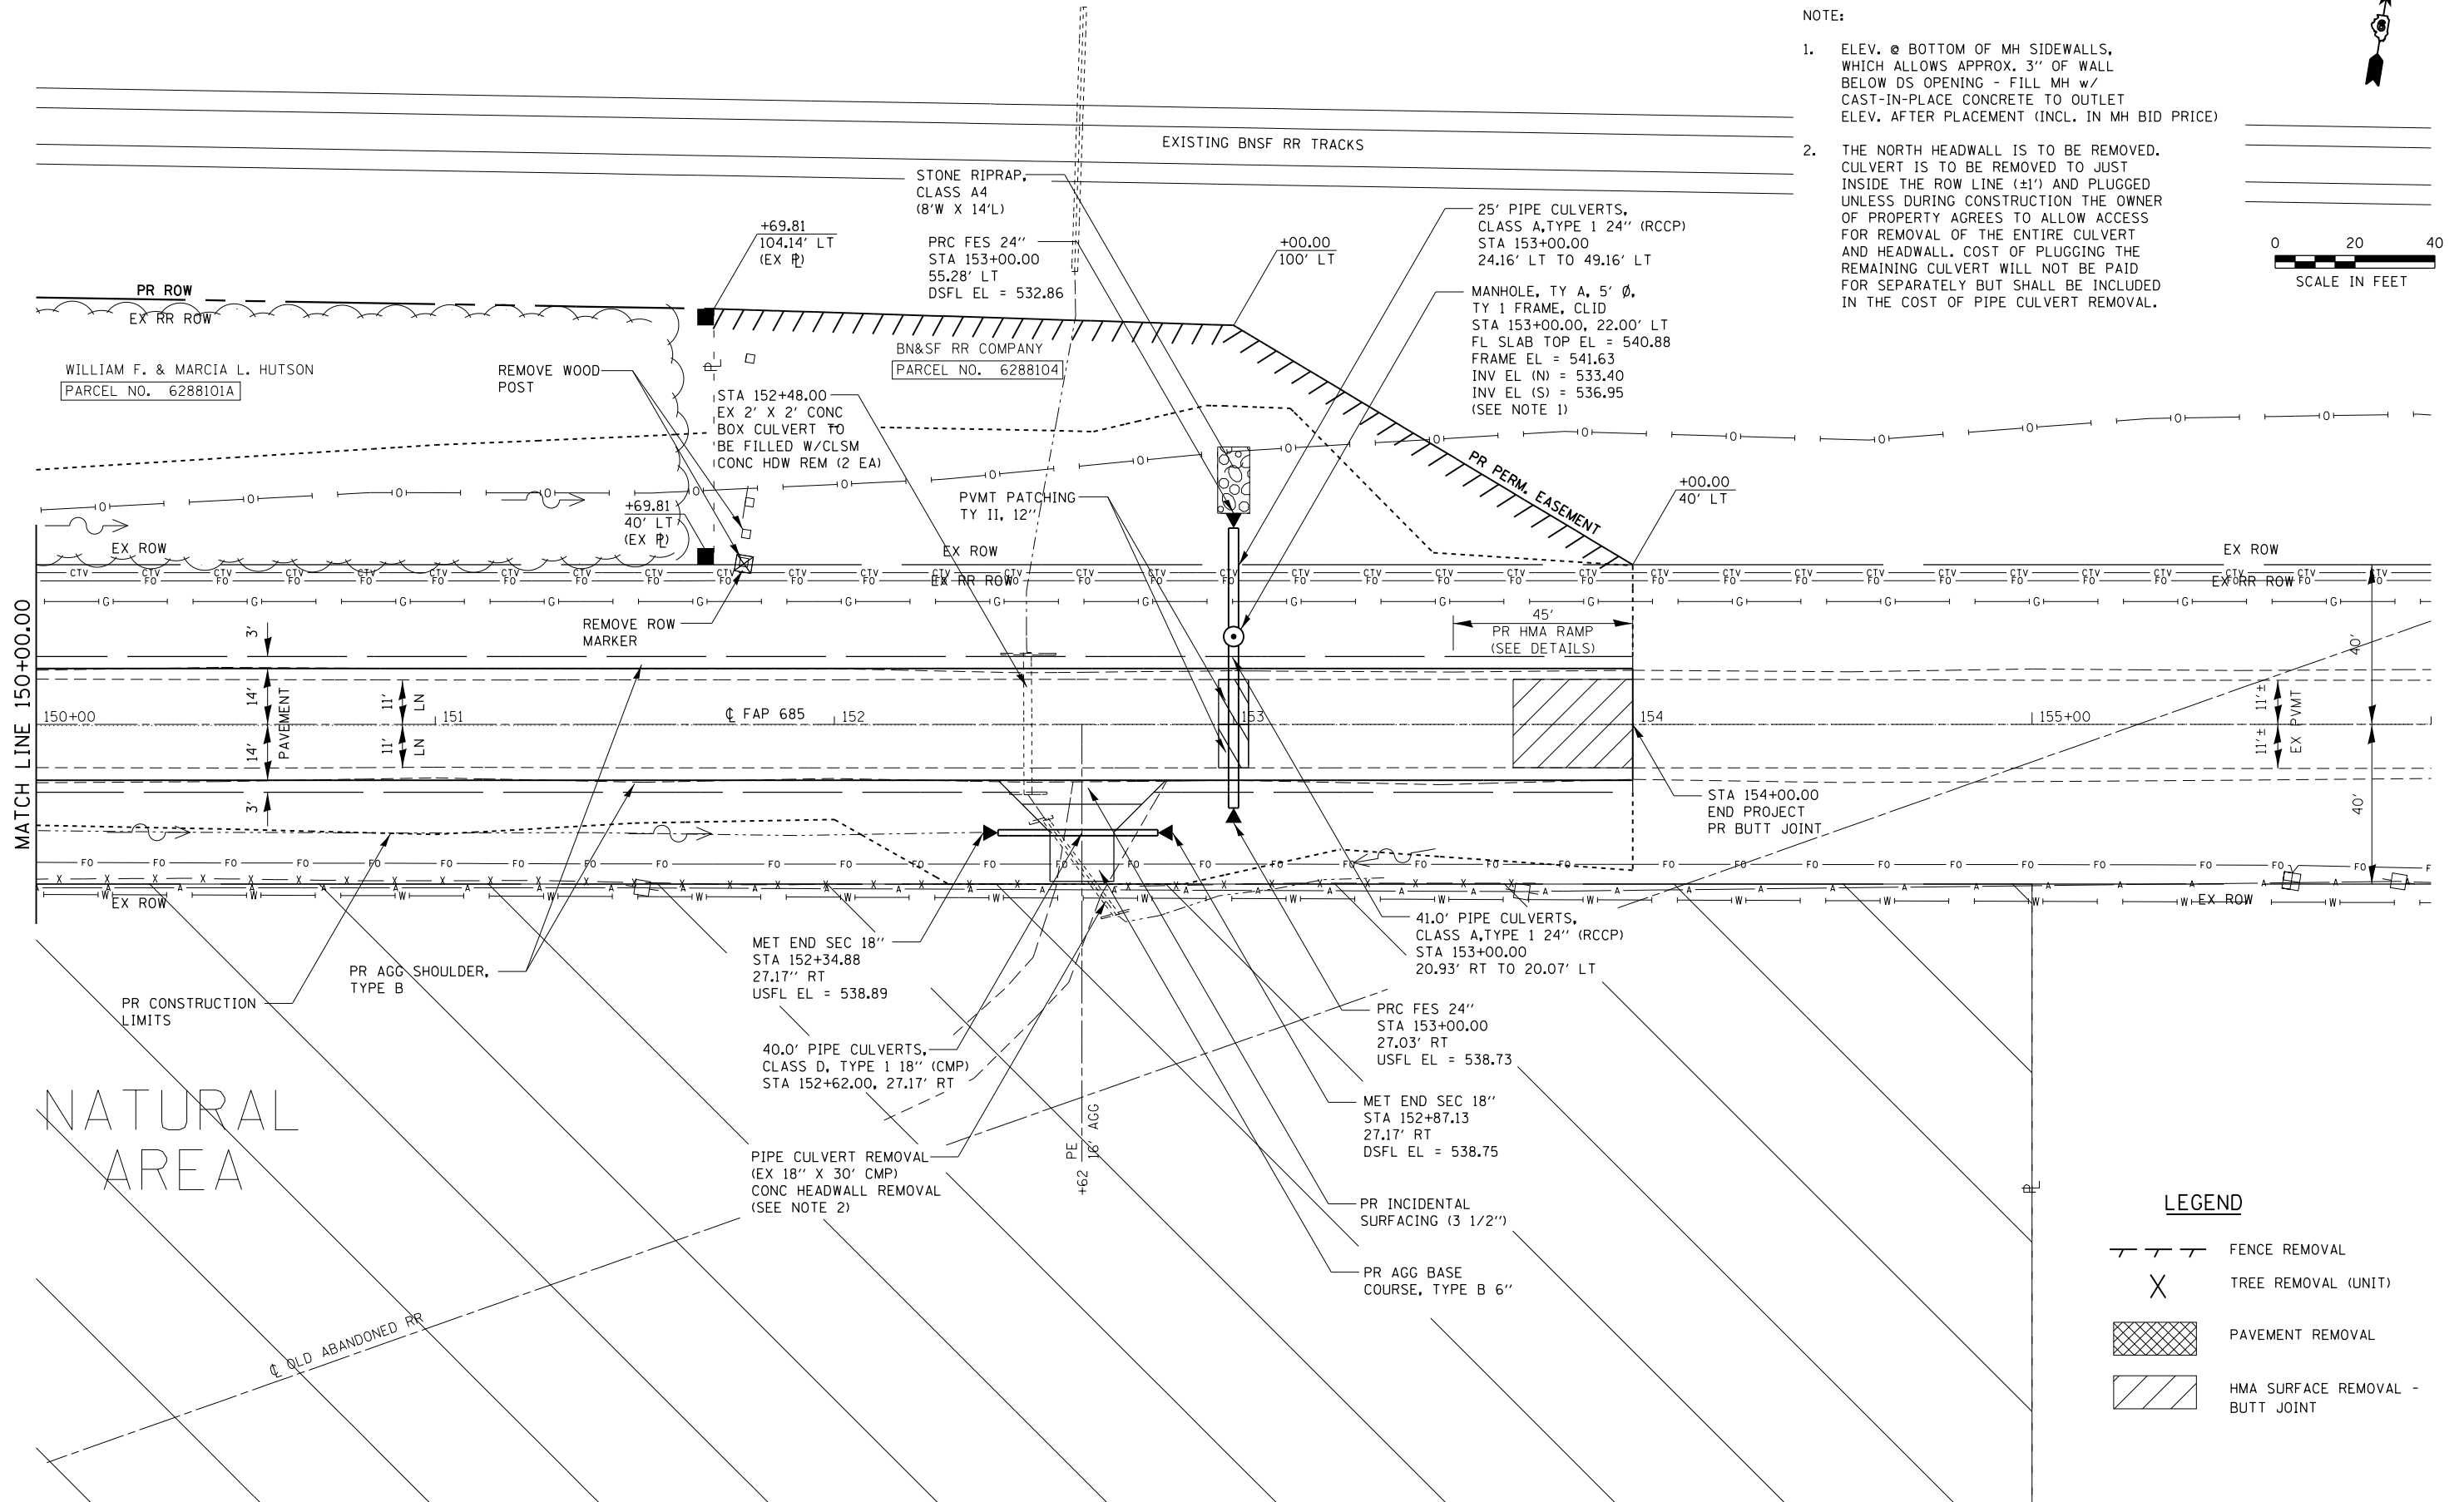 NOTE:
1. ELEV. @ BOTTOM OF MH SIDEWALLS,
WHICH ALLOWS APPROX. 3'' OF WALL
BELOW DS OPENING - FILL MH w/
CAST-IN-PLACE CONCRETE TO OUTLET
ELEV. AFTER PLACEMENT (INCL. IN MH BID PRICE)
2. THE NORTH HEADWALL IS TO BE REMOVED.
CULVERT IS TO BE REMOVED TO JUST
INSIDE THE ROW LINE (±1') AND PLUGGED
UNLESS DURING CONSTRUCTION THE OWNER
OF PROPERTY AGREES TO ALLOW ACCESS
FOR REMOVAL OF THE ENTIRE CULVERT
AND HEADWALL. COST OF PLUGGING THE
REMAINING CULVERT WILL NOT BE PAID
FOR SEPARATELY BUT SHALL BE INCLUDED
IN THE COST OF PIPE CULVERT REMOVAL.
0 20 40
SCALE IN FEET
EXISTING BNSF RR TRACKS
STONE RIPRAP,
CLASS A4
(8'W X 14'L)
PRC FES 24''
STA 153+00.00
55.28' LT
DSFL EL = 532.86
+69.81
104.14' LT
(EX PL)
+00.00
100' LT
25' PIPE CULVERTS,
CLASS A,TYPE 1 24'' (RCCP)
STA 153+00.00
24.16' LT TO 49.16' LT
MANHOLE, TY A, 5' Ø,
TY 1 FRAME, CLID
STA 153+00.00, 22.00' LT
FL SLAB TOP EL = 540.88
FRAME EL = 541.63
INV EL (N) = 533.40
INV EL (S) = 536.95
(SEE NOTE 1)
PR ROW
EX RR ROW
WILLIAM F. & MARCIA L. HUTSON
PARCEL NO. 6288101A
REMOVE WOOD
POST
PL
BN&SF RR COMPANY
PARCEL NO. 6288104
STA 152+48.00
EX 2' X 2' CONC
BOX CULVERT TO
BE FILLED W/CLSM
CONC HDW REM (2 EA)
PVMT PATCHING
TY II, 12''
PR PERM. EASEMENT
+00.00
40' LT
+69.81
40' LT
(EX PL)
EX ROW
EX ROW
EX ROW
EX RR ROW
EX RR ROW
REMOVE ROW
MARKER
45'
PR HMA RAMP
(SEE DETAILS)
MATCH LINE 150+00.00
3'
14'
14'
PAVEMENT
3'
11'
LN
11'
LN
150+00
151
℄ FAP 685
152
153
154
155+00
11'±
11'±
EX PVMT
40'
40'
STA 154+00.00
END PROJECT
PR BUTT JOINT
EX ROW
EX ROW
PR CONSTRUCTION
LIMITS
PR AGG SHOULDER,
TYPE B
MET END SEC 18''
STA 152+34.88
27.17'' RT
USFL EL = 538.89
40.0' PIPE CULVERTS,
CLASS D, TYPE 1 18'' (CMP)
STA 152+62.00, 27.17' RT
PIPE CULVERT REMOVAL
(EX 18'' X 30' CMP)
CONC HEADWALL REMOVAL
(SEE NOTE 2)
+62 PE
16' AGG
41.0' PIPE CULVERTS,
CLASS A,TYPE 1 24'' (RCCP)
STA 153+00.00
20.93' RT TO 20.07' LT
PRC FES 24''
STA 153+00.00
27.03' RT
USFL EL = 538.73
MET END SEC 18''
STA 152+87.13
27.17' RT
DSFL EL = 538.75
PR INCIDENTAL
SURFACING (3 1/2'')
PR AGG BASE
COURSE, TYPE B 6''
NATURAL
AREA
℄ OLD ABANDONED RR
PL
LEGEND
FENCE REMOVAL
TREE REMOVAL (UNIT)
PAVEMENT REMOVAL
HMA SURFACE REMOVAL -
BUTT JOINT